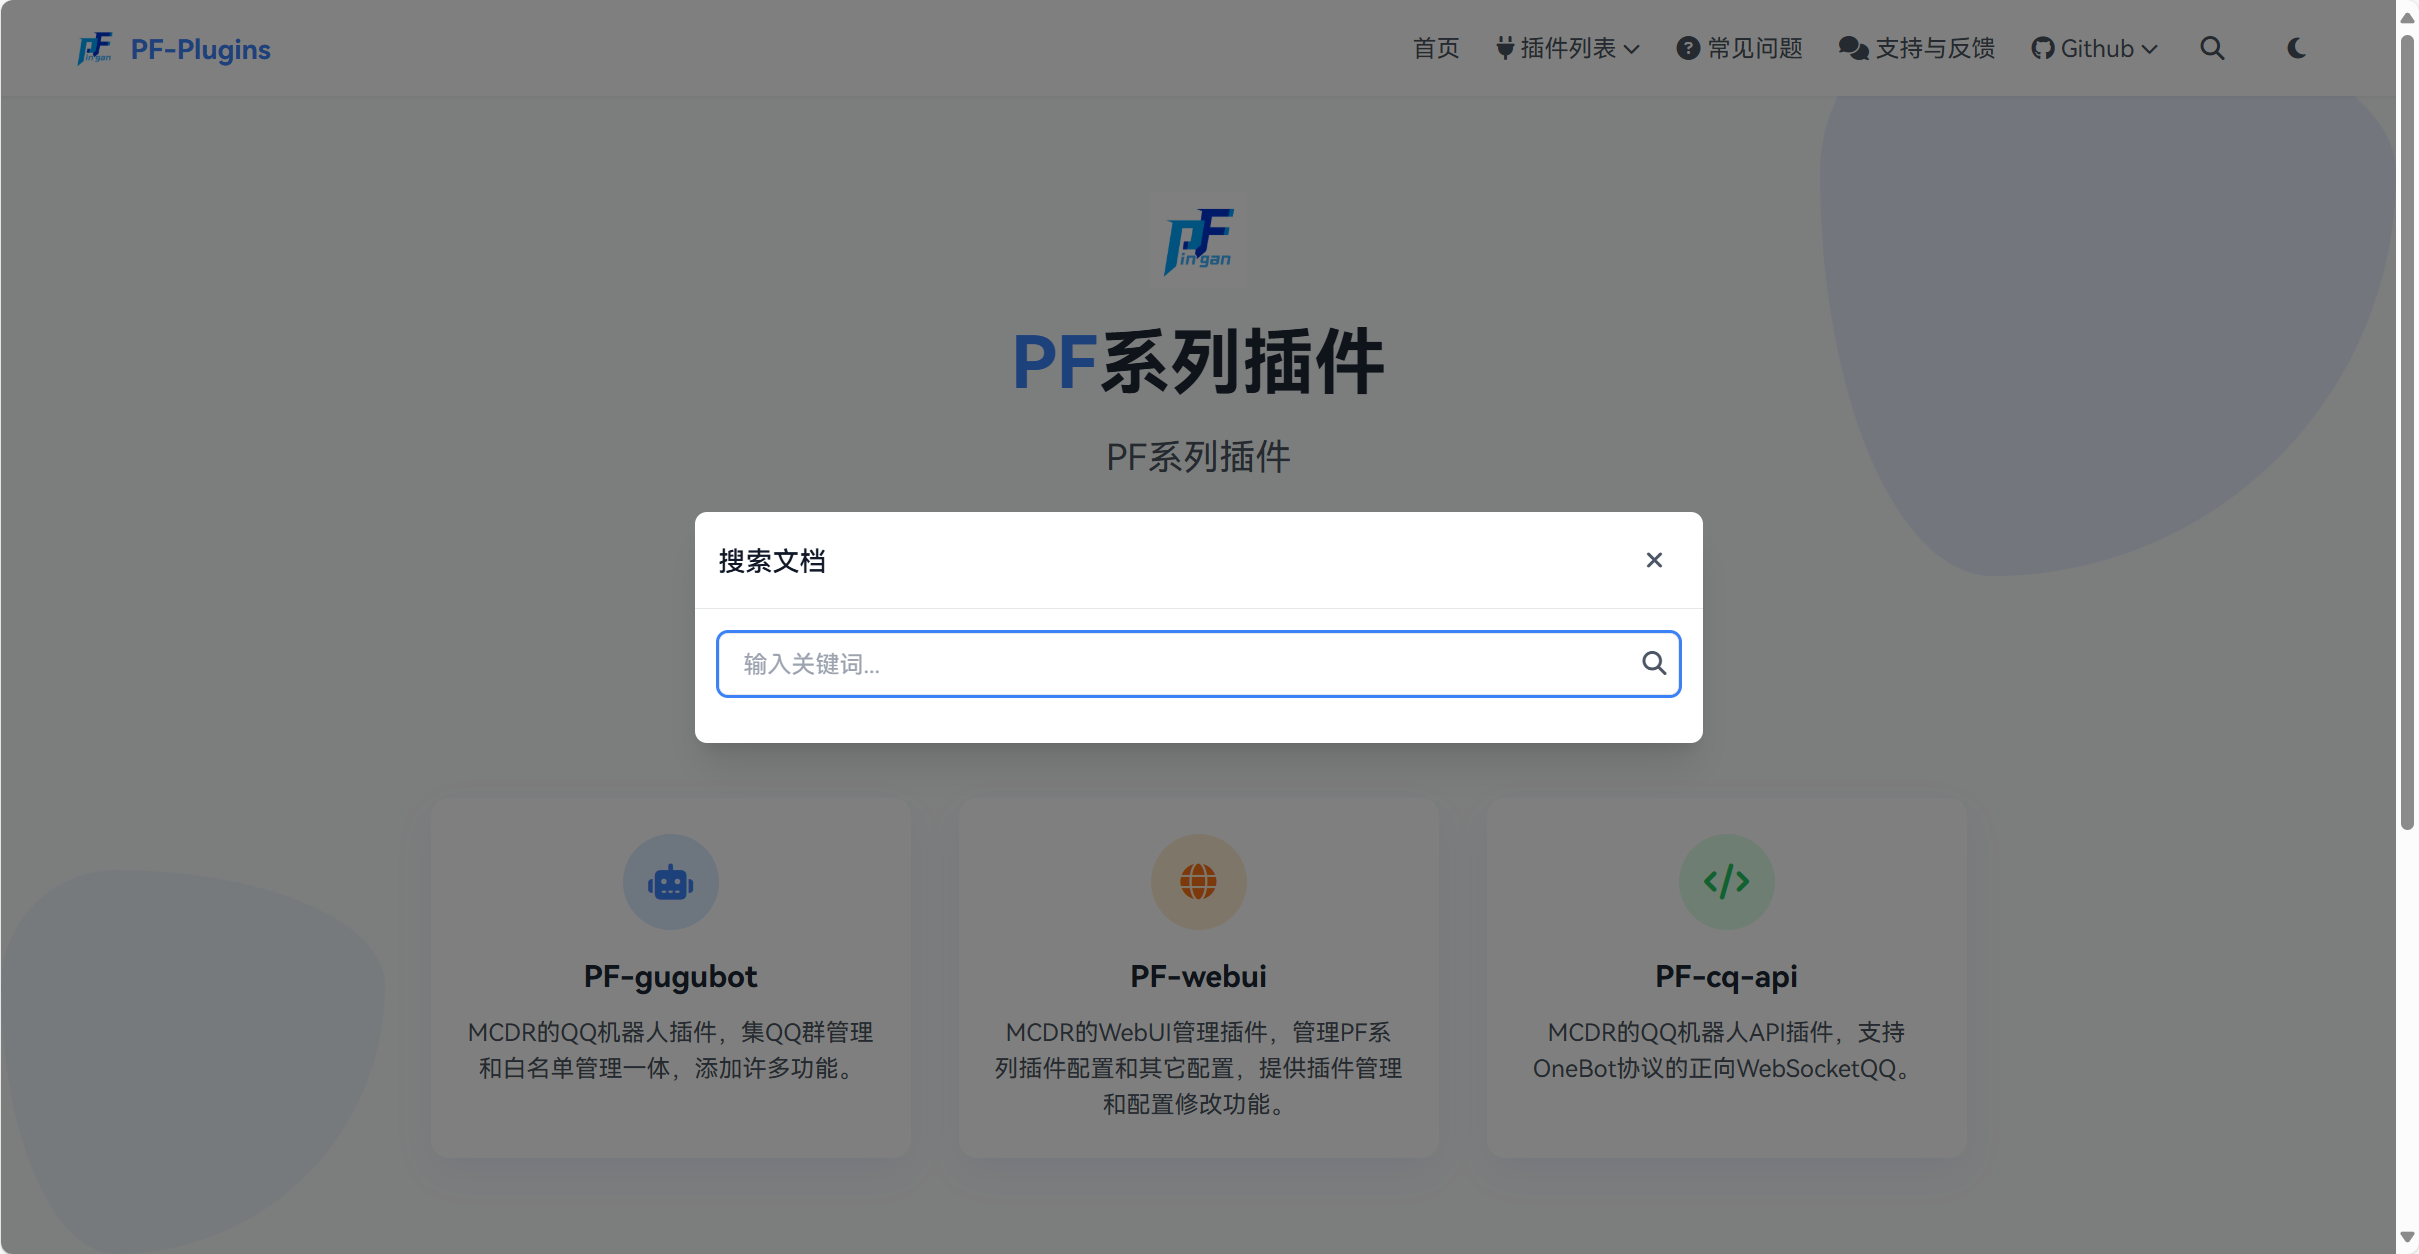 PF-Plugins
首页
插件列表
常见问题
支持与反馈
Github
PF
in gan
PF系列插件
PF系列插件
搜索文档
输入关键词...
PF-gugubot
MCDR的QQ机器人插件，集QQ群管理
和白名单管理一体，添加许多功能。
PF-webui
MCDR的WebUI管理插件，管理PF系
列插件配置和其它配置，提供插件管理
和配置修改功能。
PF-cq-api
MCDR的QQ机器人API插件，支持
OneBot协议的正向WebSocketQQ。